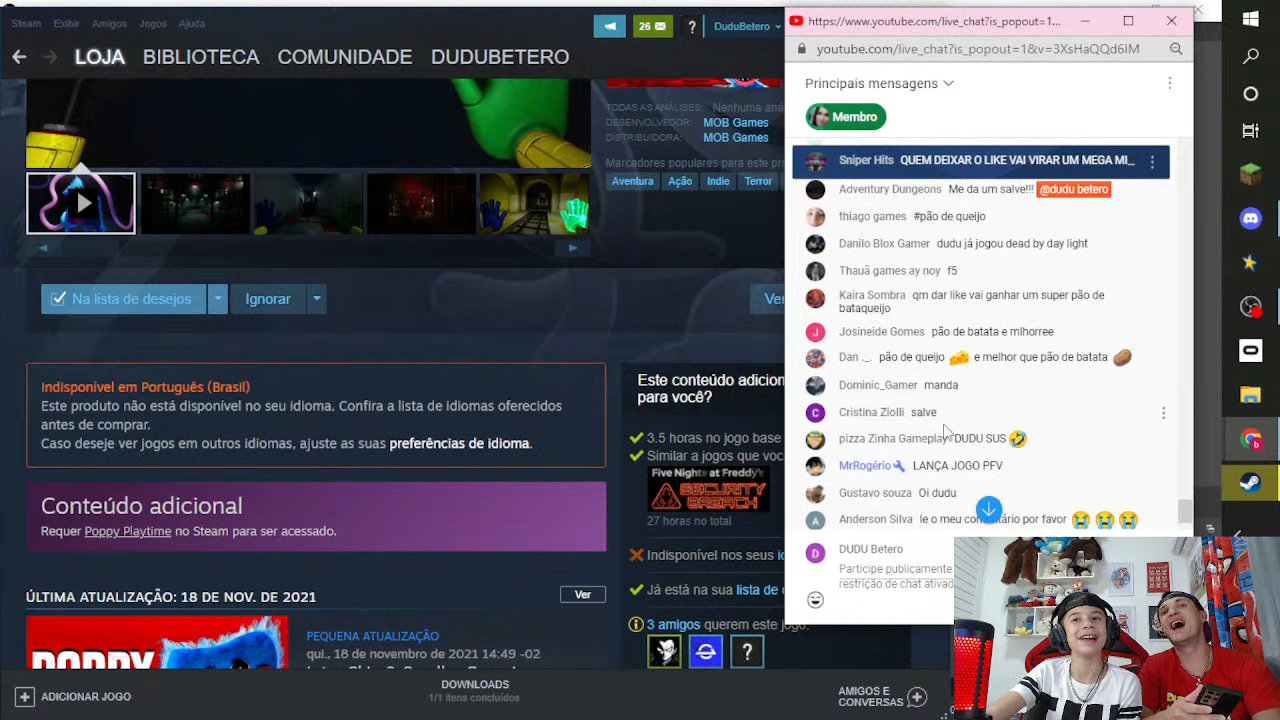 Steam Exibir Amigos Jogos Ajuda
26
?
DuduBetero
LOJA BIBLIOTECA COMUNIDADE DUDUBETERO
TODAS AS ANÁLISES: Nenhuma aná
DESENVOLVEDOR: MOB Games
DISTRIBUIDORA: MOB Games
Marcadores populares para este pro
Aventura Ação Indie Terror
Na lista de desejos
Ignorar
Ver
Indisponível em Português (Brasil)
Este produto não está disponível no seu idioma. Confira a lista de idiomas oferecidos
antes de comprar.
Caso deseje ver jogos em outros idiomas, ajuste as suas preferências de idioma.
Conteúdo adicional
Requer Poppy Playtime no Steam para ser acessado.
ÚLTIMA ATUALIZAÇÃO: 18 DE NOV. DE 2021
Ver
POPPY
PEQUENA ATUALIZAÇÃO
qui., 18 de novembro de 2021 14:49 -02
Este conteúdo adicion
para você?
3.5 horas no jogo base
Similar a jogos que voc
Five Nights at Freddy's
SECURITY
BREACH
27 horas no total
Indisponível nos seus i
Já está na sua lista de
3 amigos querem este jogo.
?
ADICIONAR JOGO
DOWNLOADS
1/1 itens concluídos
AMIGOS E
CONVERSAS
https://www.youtube.com/live_chat?is_popout=1...
youtube.com/live_chat?is_popout=1&v=3XsHaQQd6IM
Principais mensagens
Membro
Sniper Hits QUEM DEIXAR O LIKE VAI VIRAR UM MEGA MI...
Adventury Dungeons Me da um salve!!! @dudu betero
thiago games #pão de queijo
Danilo Blox Gamer dudu já jogou dead by day light
Thauã games ay noy f5
Kaira Sombra qm dar like vai ganhar um super pão de
bataqueijo
J Josineide Gomes pão de batata e mlhorree
Dan ._. pão de queijo 🧀 e melhor que pão de batata 🥔
Dominic_Gamer manda
C Cristina Ziolli salve
pizza Zinha Gameplay DUDU SUS 🤣
MrRogério LANÇA JOGO PFV
Gustavo souza Oi dudu
A Anderson Silva le o meu comentário por favor 😭 😭 😭
D DUDU Betero
Participe publicamente
restrição de chat ativad